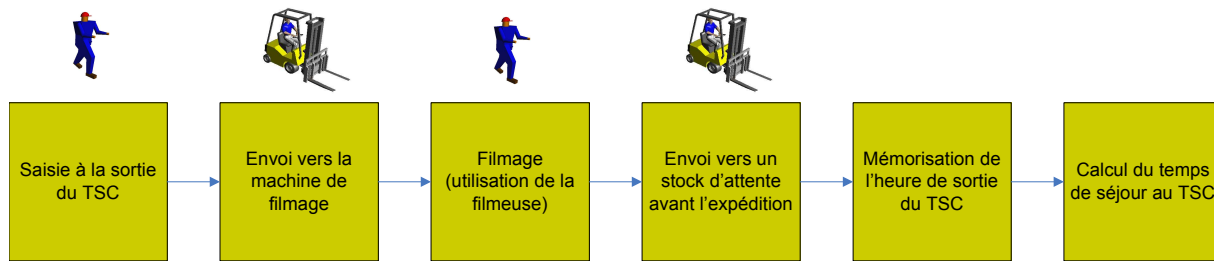 Saisie à la sortie
du TSC
Envoi vers la
machine de
filmage
Filmage
(utilisation de la
filmeuse)
Envoi vers un
stock d'attente
avant l'expédition
Mémorisation de
l'heure de sortie
du TSC
Calcul du temps
de séjour au TSC